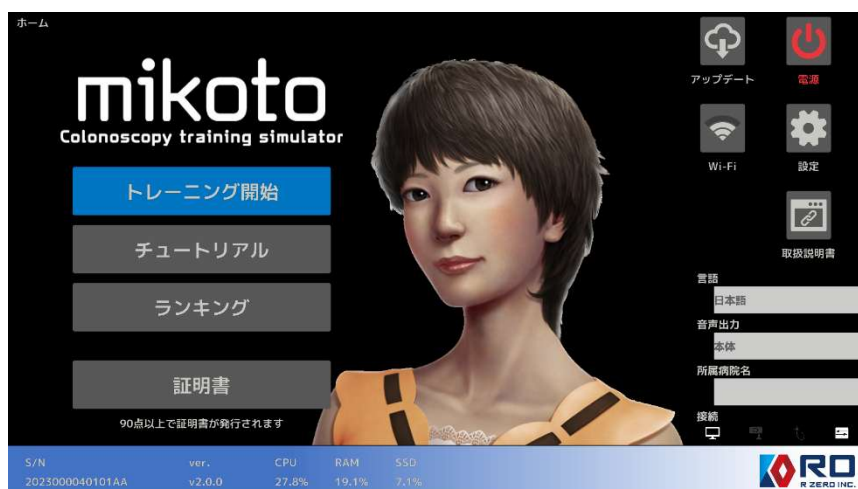 ホーム
mikoto
Colonoscopy training simulator
トレーニング開始
チュートリアル
ランキング
証明書
90点以上で証明書が発行されます
アップデート
電源
Wi-Fi
設定
取扱説明書
言語
日本語
音声出力
本体
所属病院名
接続
S/N ver. CPU RAM SSD
2023000040101AA v2.0.0 27.8% 19.1% 7.1%
RO
R ZERO INC.